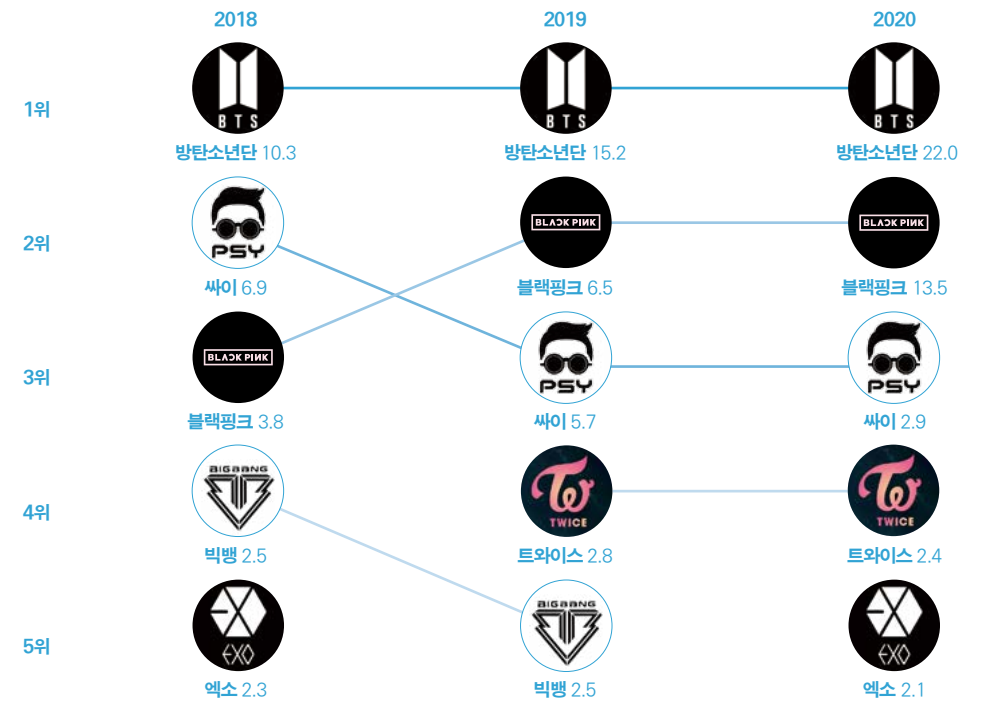 2018 2019 2020
1위
BTS BTS BTS
방탄소년단 10.3 방탄소년단 15.2 방탄소년단 22.0
2위
PSY BLACKPINK BLACKPINK
싸이 6.9 블랙핑크 6.5 블랙핑크 13.5
3위
BLACKPINK PSY PSY
블랙핑크 3.8 싸이 5.7 싸이 2.9
4위
BIGBANG TWICE TWICE
빅뱅 2.5 트와이스 2.8 트와이스 2.4
5위
EXO BIGBANG EXO
엑소 2.3 빅뱅 2.5 엑소 2.1